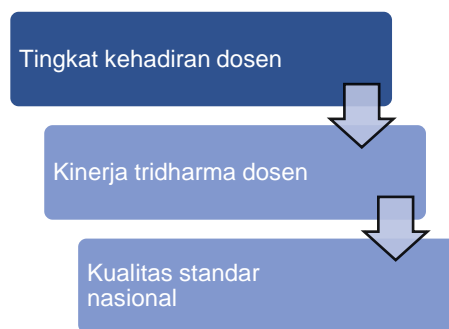 Tingkat kehadiran dosen
Kinerja tridharma dosen
Kualitas standar
nasional